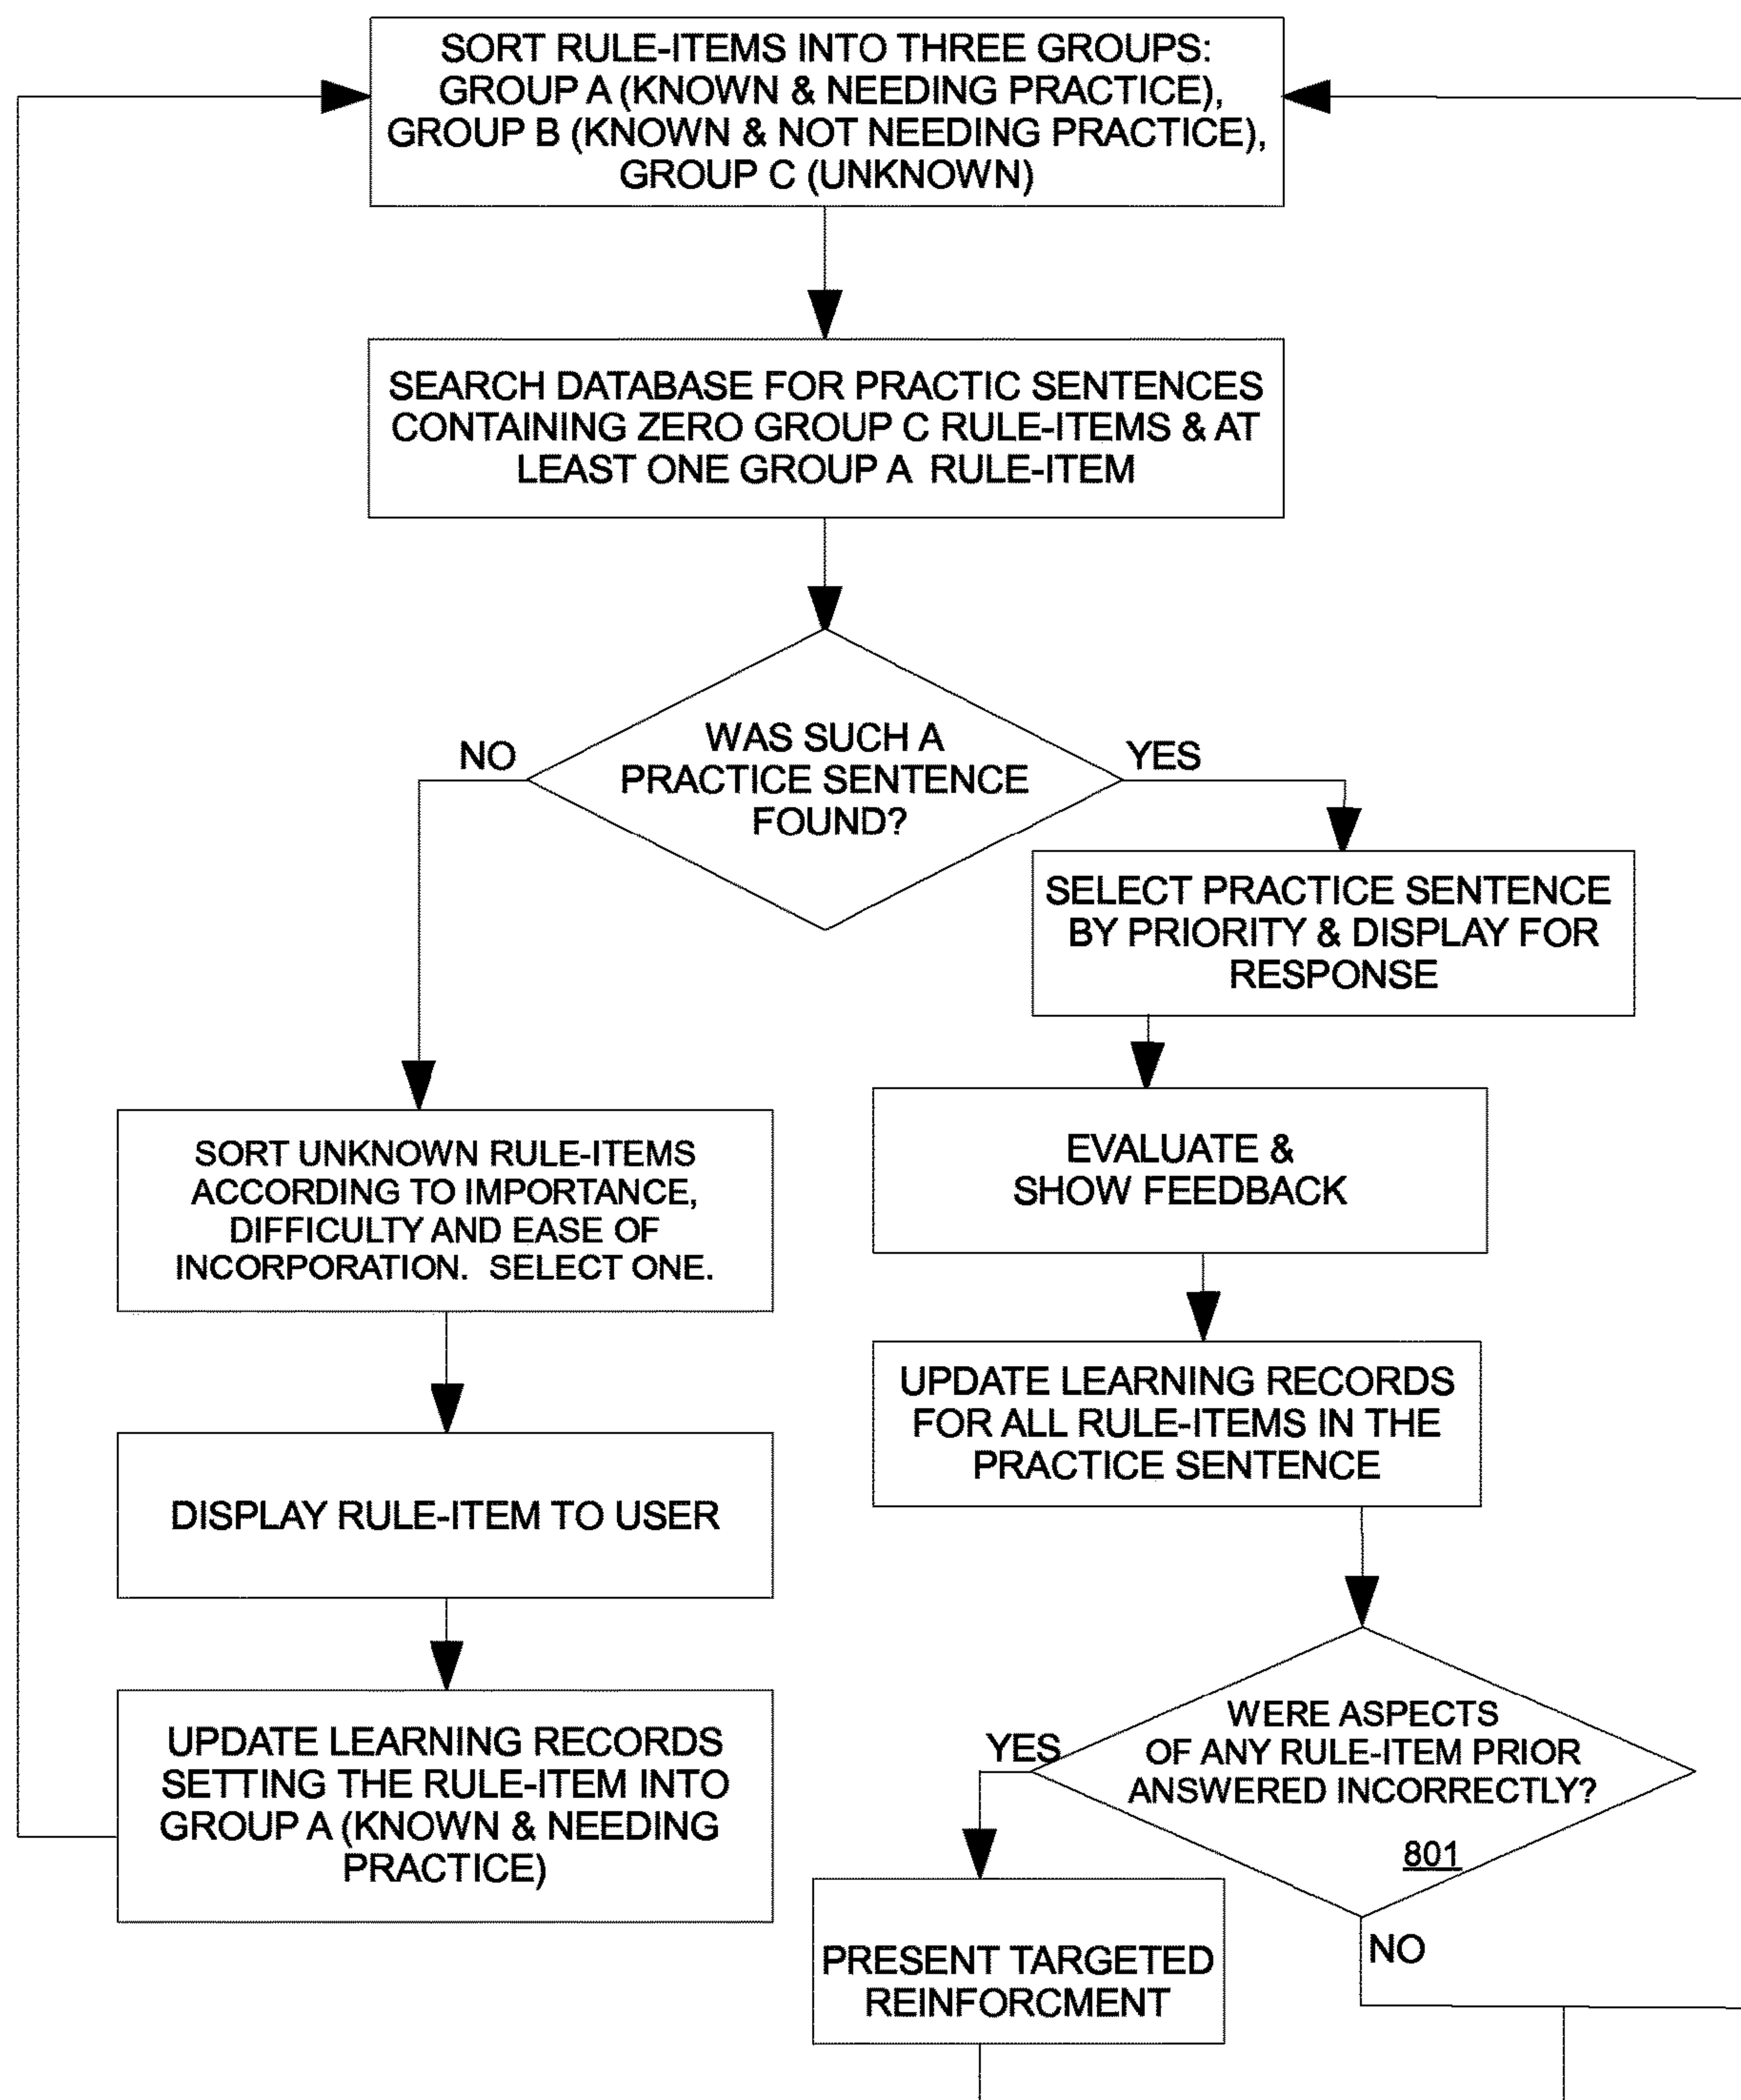 SORT RULE-ITEMS INTO THREE GROUPS:
GROUP A (KNOWN & NEEDING PRACTICE),
GROUP B (KNOWN & NOT NEEDING PRACTICE),
GROUP C (UNKNOWN)
SEARCH DATABASE FOR PRACTIC SENTENCES
CONTAINING ZERO GROUP C RULE-ITEMS & AT
LEAST ONE GROUP A RULE-ITEM
WAS SUCH A
PRACTICE SENTENCE
FOUND?
NO
YES
SELECT PRACTICE SENTENCE
BY PRIORITY & DISPLAY FOR
RESPONSE
SORT UNKNOWN RULE-ITEMS
ACCORDING TO IMPORTANCE,
DIFFICULTY AND EASE OF
INCORPORATION. SELECT ONE.
EVALUATE &
SHOW FEEDBACK
UPDATE LEARNING RECORDS
FOR ALL RULE-ITEMS IN THE
PRACTICE SENTENCE
DISPLAY RULE-ITEM TO USER
UPDATE LEARNING RECORDS
SETTING THE RULE-ITEM INTO
GROUP A (KNOWN & NEEDING
PRACTICE)
WERE ASPECTS
OF ANY RULE-ITEM PRIOR
ANSWERED INCORRECTLY?
801
YES
NO
PRESENT TARGETED
REINFORCMENT